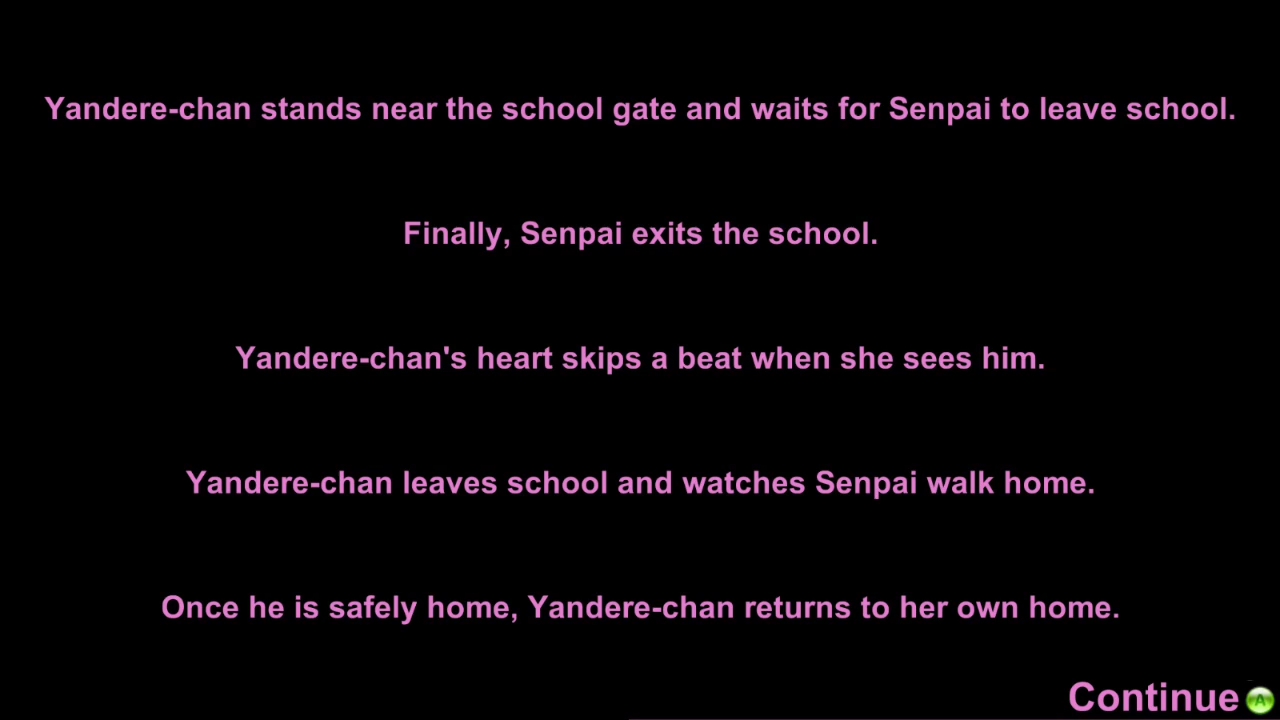 Yandere-chan stands near the school gate and waits for Senpai to leave school.
Finally, Senpai exits the school.
Yandere-chan's heart skips a beat when she sees him.
Yandere-chan leaves school and watches Senpai walk home.
Once he is safely home, Yandere-chan returns to her own home.
Continue A